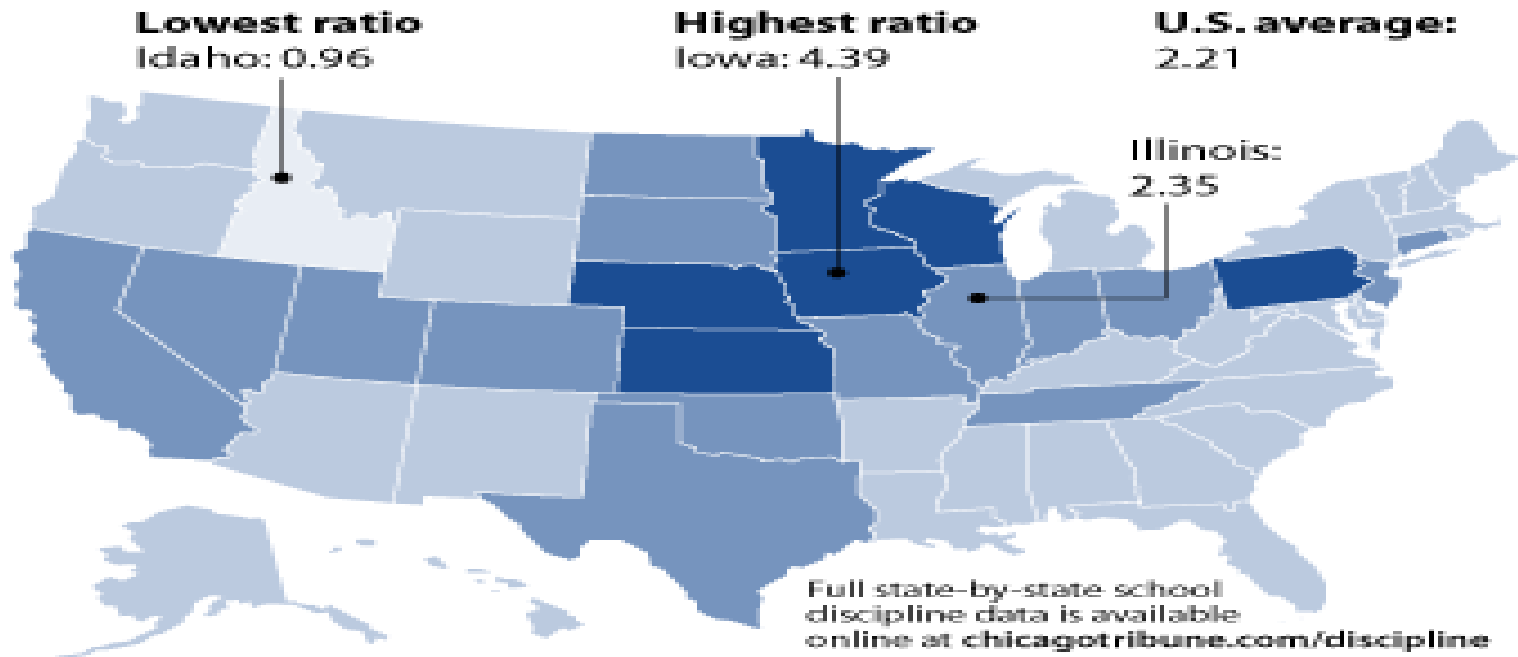 Lowest ratio
Idaho: 0.96
Highest ratio
Iowa: 4.39
U.S. average:
2.21
Illinois:
2.35
Full state-by-state school
discipline data is available
online at chicagotribune.com/discipline